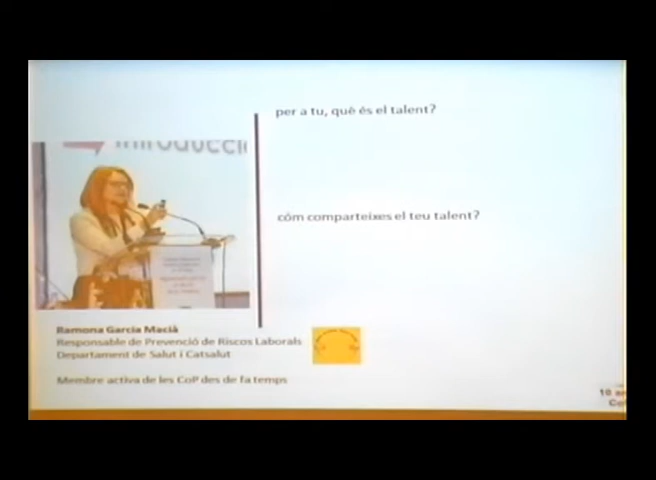 per a tu, què és el talent?
cóm comparteixes el teu talent?
Ramona Garcia Macià
Responsable de Prevenció de Riscos Laborals
Departament de Salut i Catsalut
Membre activa de les CoP des de fa temps